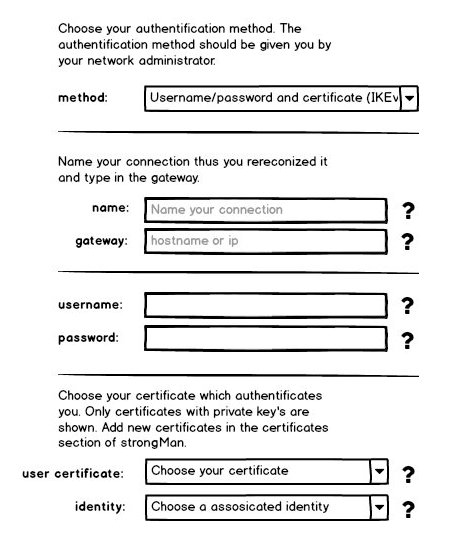 Choose your authentification method. The
authentification method should be given you by
your network administrator.
method: Username/password and certificate (IKEv
Name your connection thus you rereconized it
and type in the gateway.
name: Name your connection ?
gateway: hostname or ip ?
username: ?
password: ?
Choose your certificate which authentificates
you. Only certificates with private key's are
shown. Add new certificates in the certificates
section of strongMan.
user certificate: Choose your certificate ?
identity: Choose a assosicated identity ?